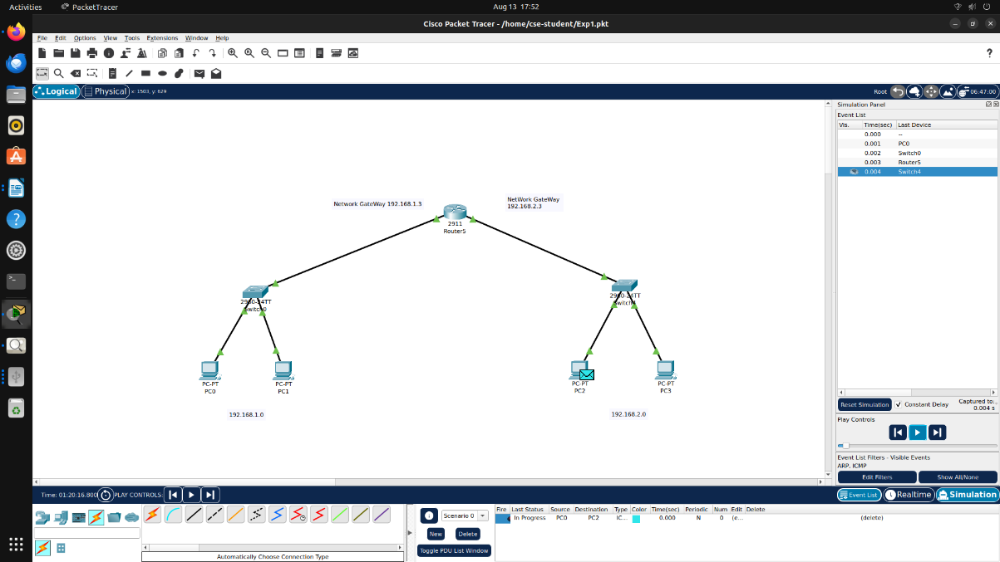 Activities
PacketTracer
Aug 13 17:52
Cisco Packet Tracer - /home/cse-student/Exp1.pkt
File Edit Options View Tools Extensions Window Help
Logical
Physical
x: 1503, y: 629
Root
06:47:00
Simulation Panel
Event List
Vis. Time(sec) Last Device
0.000 --
0.001 PC0
0.002 Switch0
0.003 Router5
0.004 Switch4
Network GateWay 192.168.1.3
NetWork GateWay
192.168.2.3
2911
Router5
2960-24TT
Switch0
2960-24TT
Switch4
PC-PT
PC0
PC-PT
PC1
PC-PT
PC2
PC-PT
PC3
192.168.1.0
192.168.2.0
Reset Simulation
Constant Delay
Captured to:
0.004 s
Play Controls
Event List Filters - Visible Events
ARP, ICMP
Edit Filters
Show All/None
Time: 01:20:16.800
PLAY CONTROLS:
Event List
Realtime
Simulation
Scenario 0
New
Delete
Toggle PDU List Window
Fire Last Status Source Destination Type Color Time(sec) Periodic Num Edit Delete
In Progress PC0 PC2 IC... 0.000 N 0 (e... (delete)
Automatically Choose Connection Type